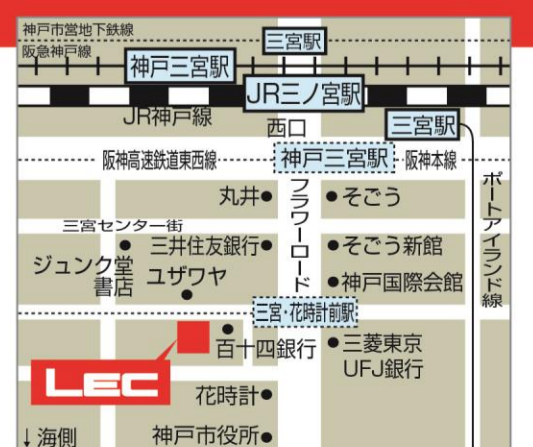 神戸市営地下鉄線
三宮駅
阪急神戸線
神戸三宮駅
JR三ノ宮駅
JR神戸線
西口
三宮駅
阪神高速鉄道東西線
神戸三宮駅
阪神本線
丸井
フラワーロード
そごう
ポートアイランド線
三宮センター街
ジュンク堂
書店
三井住友銀行
そごう新館
ユザワヤ
神戸国際会館
三宮・花時計前駅
百十四銀行
三菱東京
UFJ銀行
LEC
花時計
↓海側
神戸市役所